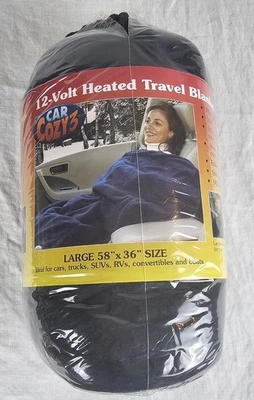 12-Volt Heated Travel
CAR
COZY3
LARGE 58"x 36" SIZE
Ideal for cars, trucks, SUVs, RVs, convertibles and boats